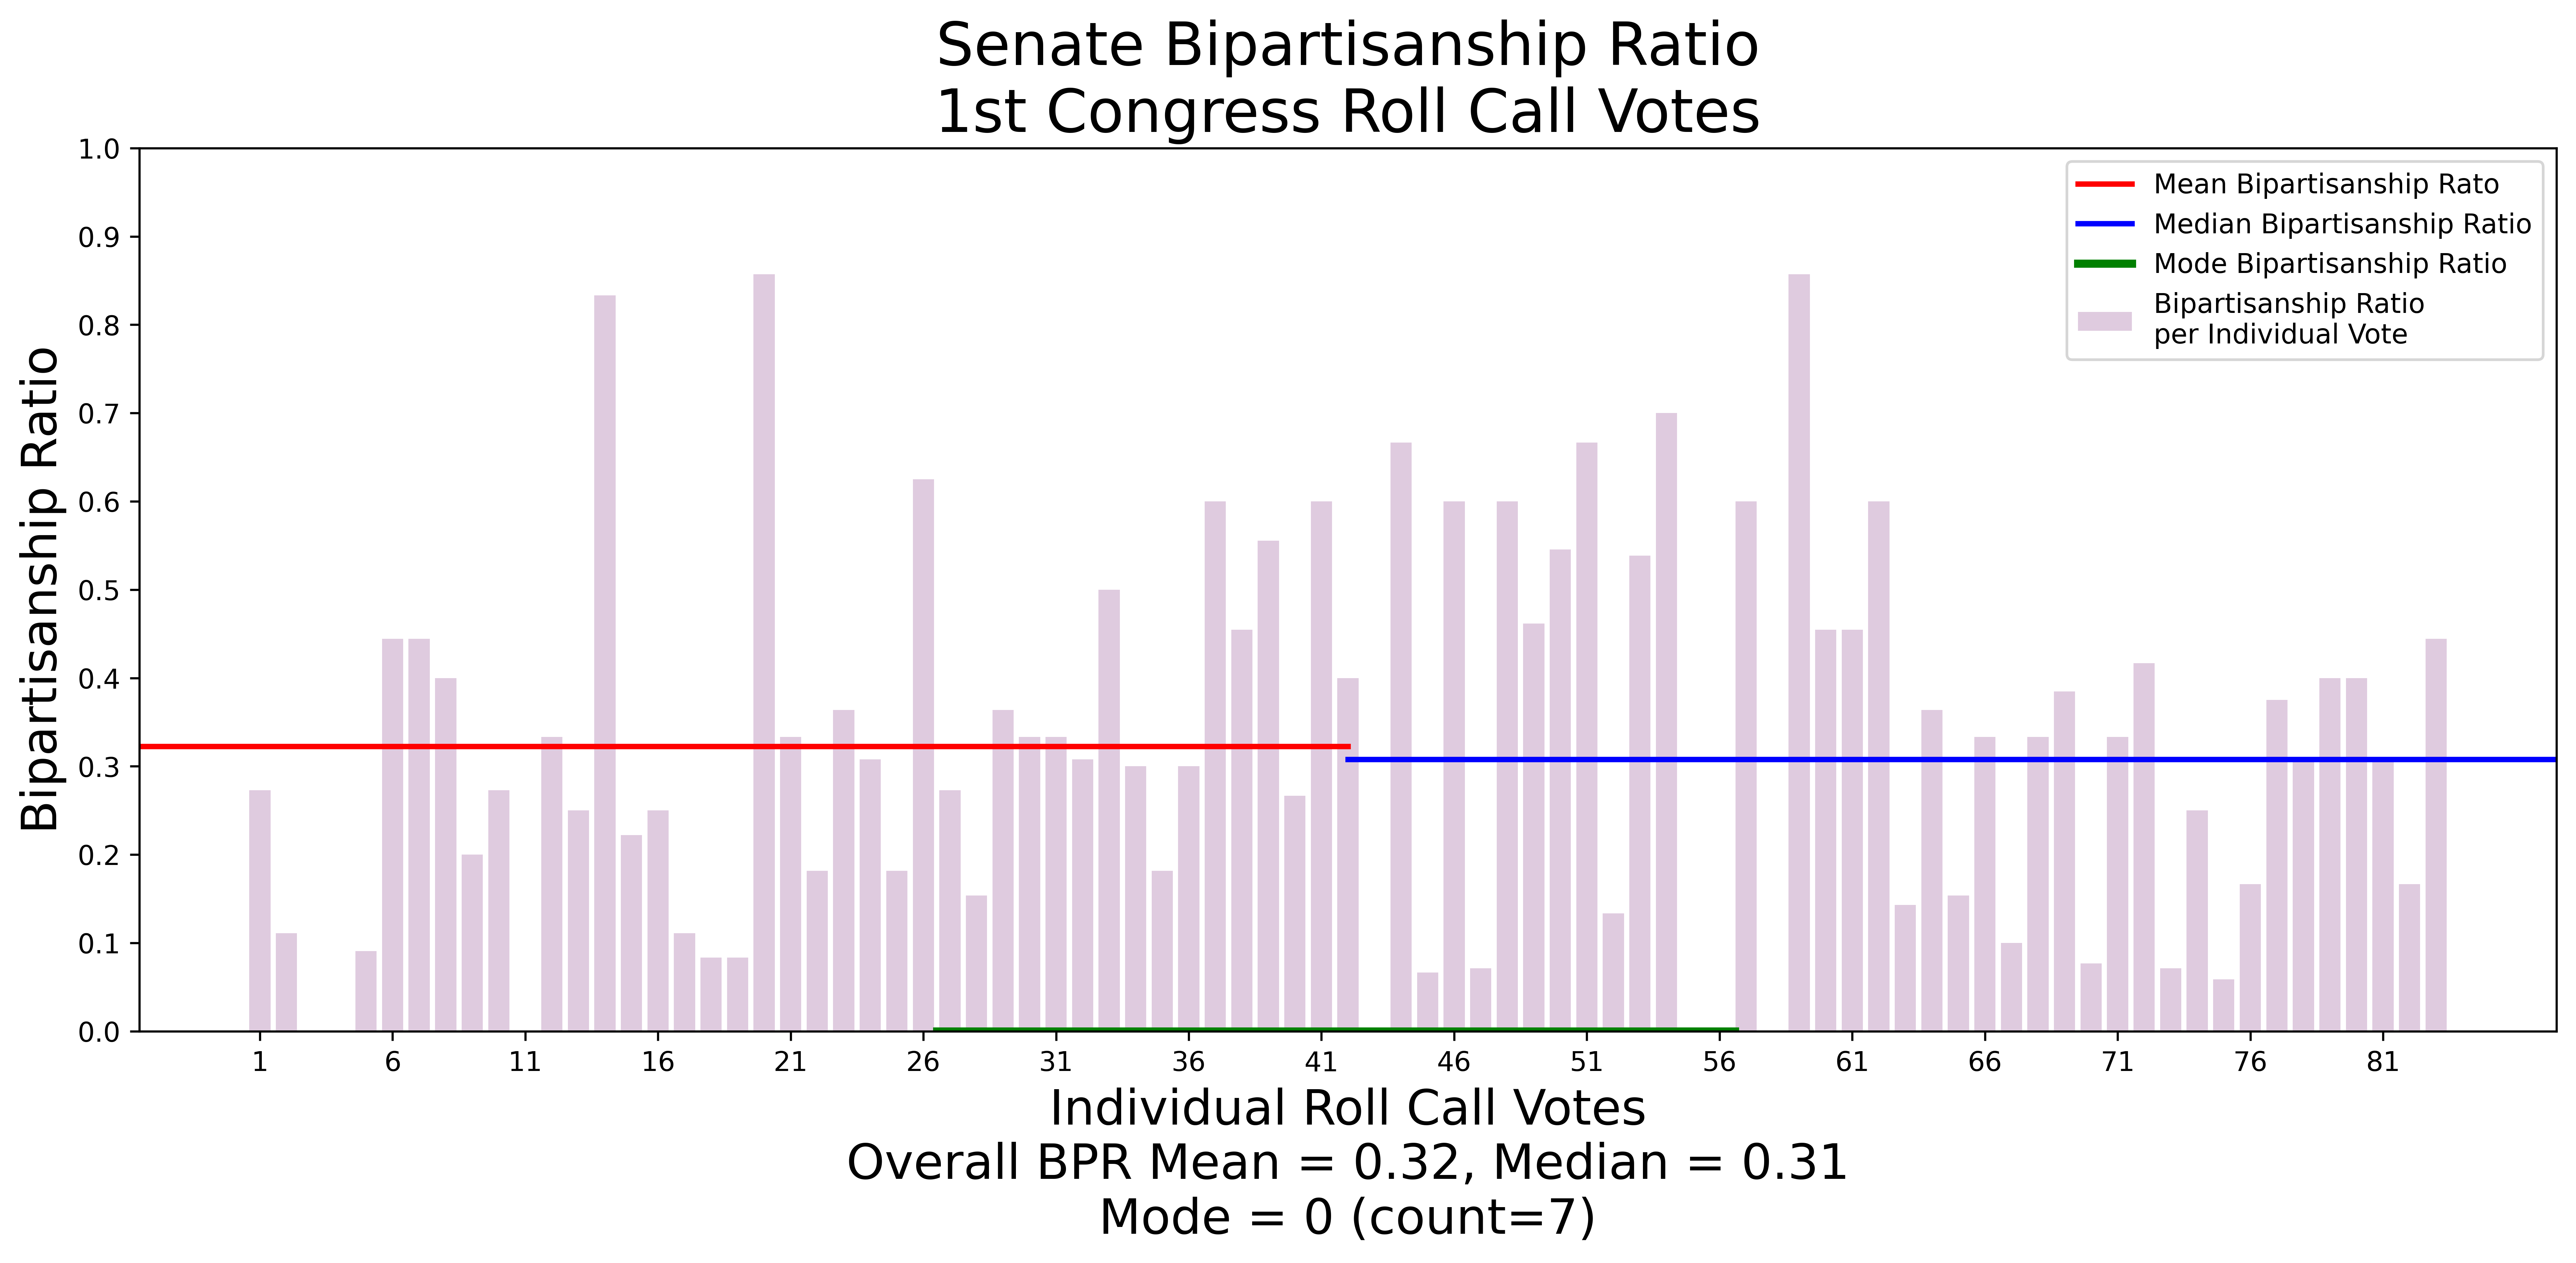 Senate Bipartisanship Ratio
1st Congress Roll Call Votes
Bipartisanship Ratio
1.0
0.9
0.8
0.7
0.6
0.5
0.4
0.3
0.2
0.1
0.0
Mean Bipartisanship Rato
Median Bipartisanship Ratio
Mode Bipartisanship Ratio
Bipartisanship Ratio
per Individual Vote
1 6 11 16 21 26 31 36 41 46 51 56 61 66 71 76 81
Individual Roll Call Votes
Overall BPR Mean = 0.32, Median = 0.31
Mode = 0 (count=7)